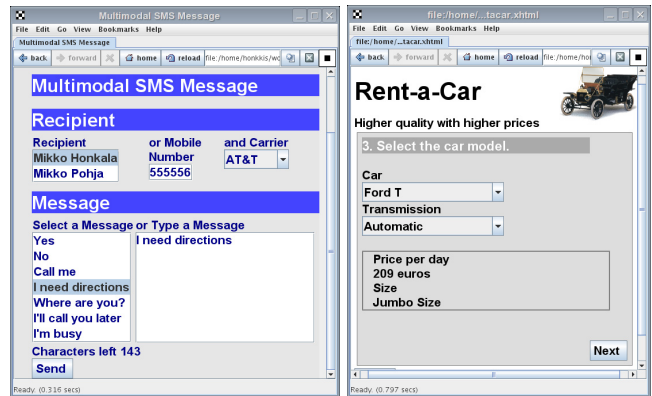 Multimodal SMS Message
File Edit Go View Bookmarks Help
Multimodal SMS Message
back forward home reload file:/home/honkkis/wo
Multimodal SMS Message
Recipient
Recipient or Mobile Number and Carrier
Mikko Honkala
Mikko Pohja
555556
AT&T
Message
Select a Message or Type a Message
Yes
No
Call me
I need directions
Where are you?
I'll call you later
I'm busy
I need directions
Characters left 143
Send
Ready. (0.316 secs)
file:/home/...tacar.xhtml
File Edit Go View Bookmarks Help
file:/home/...tacar.xhtml
back forward home reload file:/home/hon
Rent-a-Car
Higher quality with higher prices
3. Select the car model.
Car
Ford T
Transmission
Automatic
Price per day
209 euros
Size
Jumbo Size
Next
Ready. (0.797 secs)